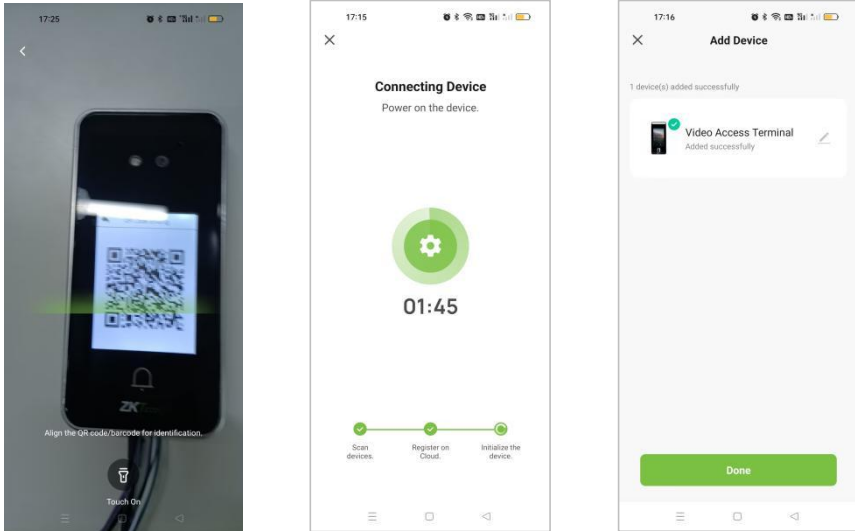 17:25
Align the QR code/barcode for identification.
Touch On
17:15
Connecting Device
Power on the device.
01:45
Scan devices.
Register on Cloud.
Initialize the device.
17:16
Add Device
1 device(s) added successfully
Video Access Terminal
Added successfully
Done